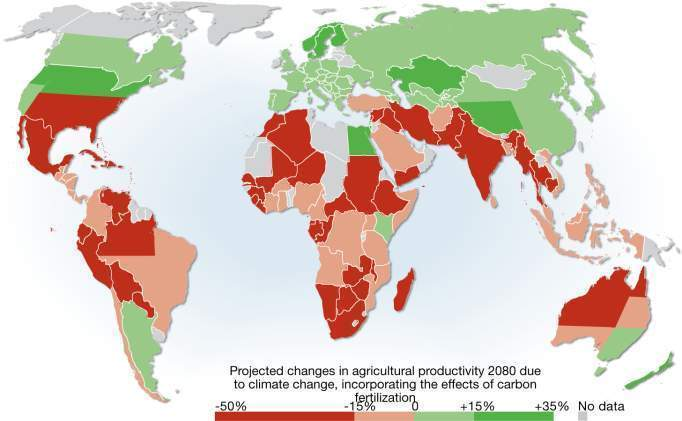 Projected changes in agricultural productivity 2080 due
to climate change, incorporating the effects of carbon
fertilization
-50% -15% 0 +15% +35% No data